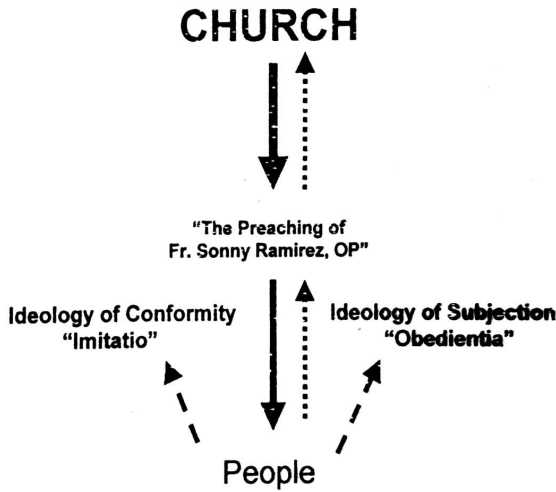 CHURCH
"The Preaching of
Fr. Sonny Ramirez, OP"
Ideology of Conformity
"Imitatio"
Ideology of Subjection
"Obedientia"
People